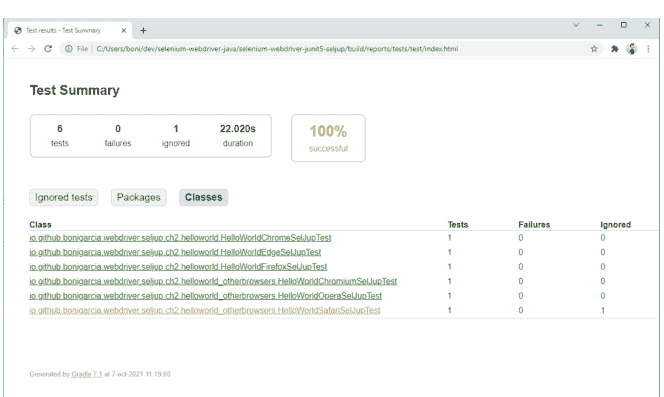 Test results - Test Summary
File | C:/Users/boni/dev/selenium-webdriver-java/selenium-webdriver-junit5-seljup/build/reports/tests/test/index.html
Test Summary
6 0 1 22.020s 100%
tests failures ignored duration successful
Ignored tests Packages Classes
Class Tests Failures Ignored
io.github.bonigarcia.webdriver.seljup.ch2.helloworld.HelloWorldChromeSelJupTest 1 0 0
io.github.bonigarcia.webdriver.seljup.ch2.helloworld.HelloWorldEdgeSelJupTest 1 0 0
io.github.bonigarcia.webdriver.seljup.ch2.helloworld.HelloWorldFirefoxSelJupTest 1 0 0
io.github.bonigarcia.webdriver.seljup.ch2.helloworld_otherbrowsers.HelloWorldChromiumSelJupTest 1 0 0
io.github.bonigarcia.webdriver.seljup.ch2.helloworld_otherbrowsers.HelloWorldOperaSelJupTest 1 0 0
io.github.bonigarcia.webdriver.seljup.ch2.helloworld_otherbrowsers.HelloWorldSafariSelJupTest 1 0 1
Generated by Gradle 7.1 at 7-oct-2021 11:19:00